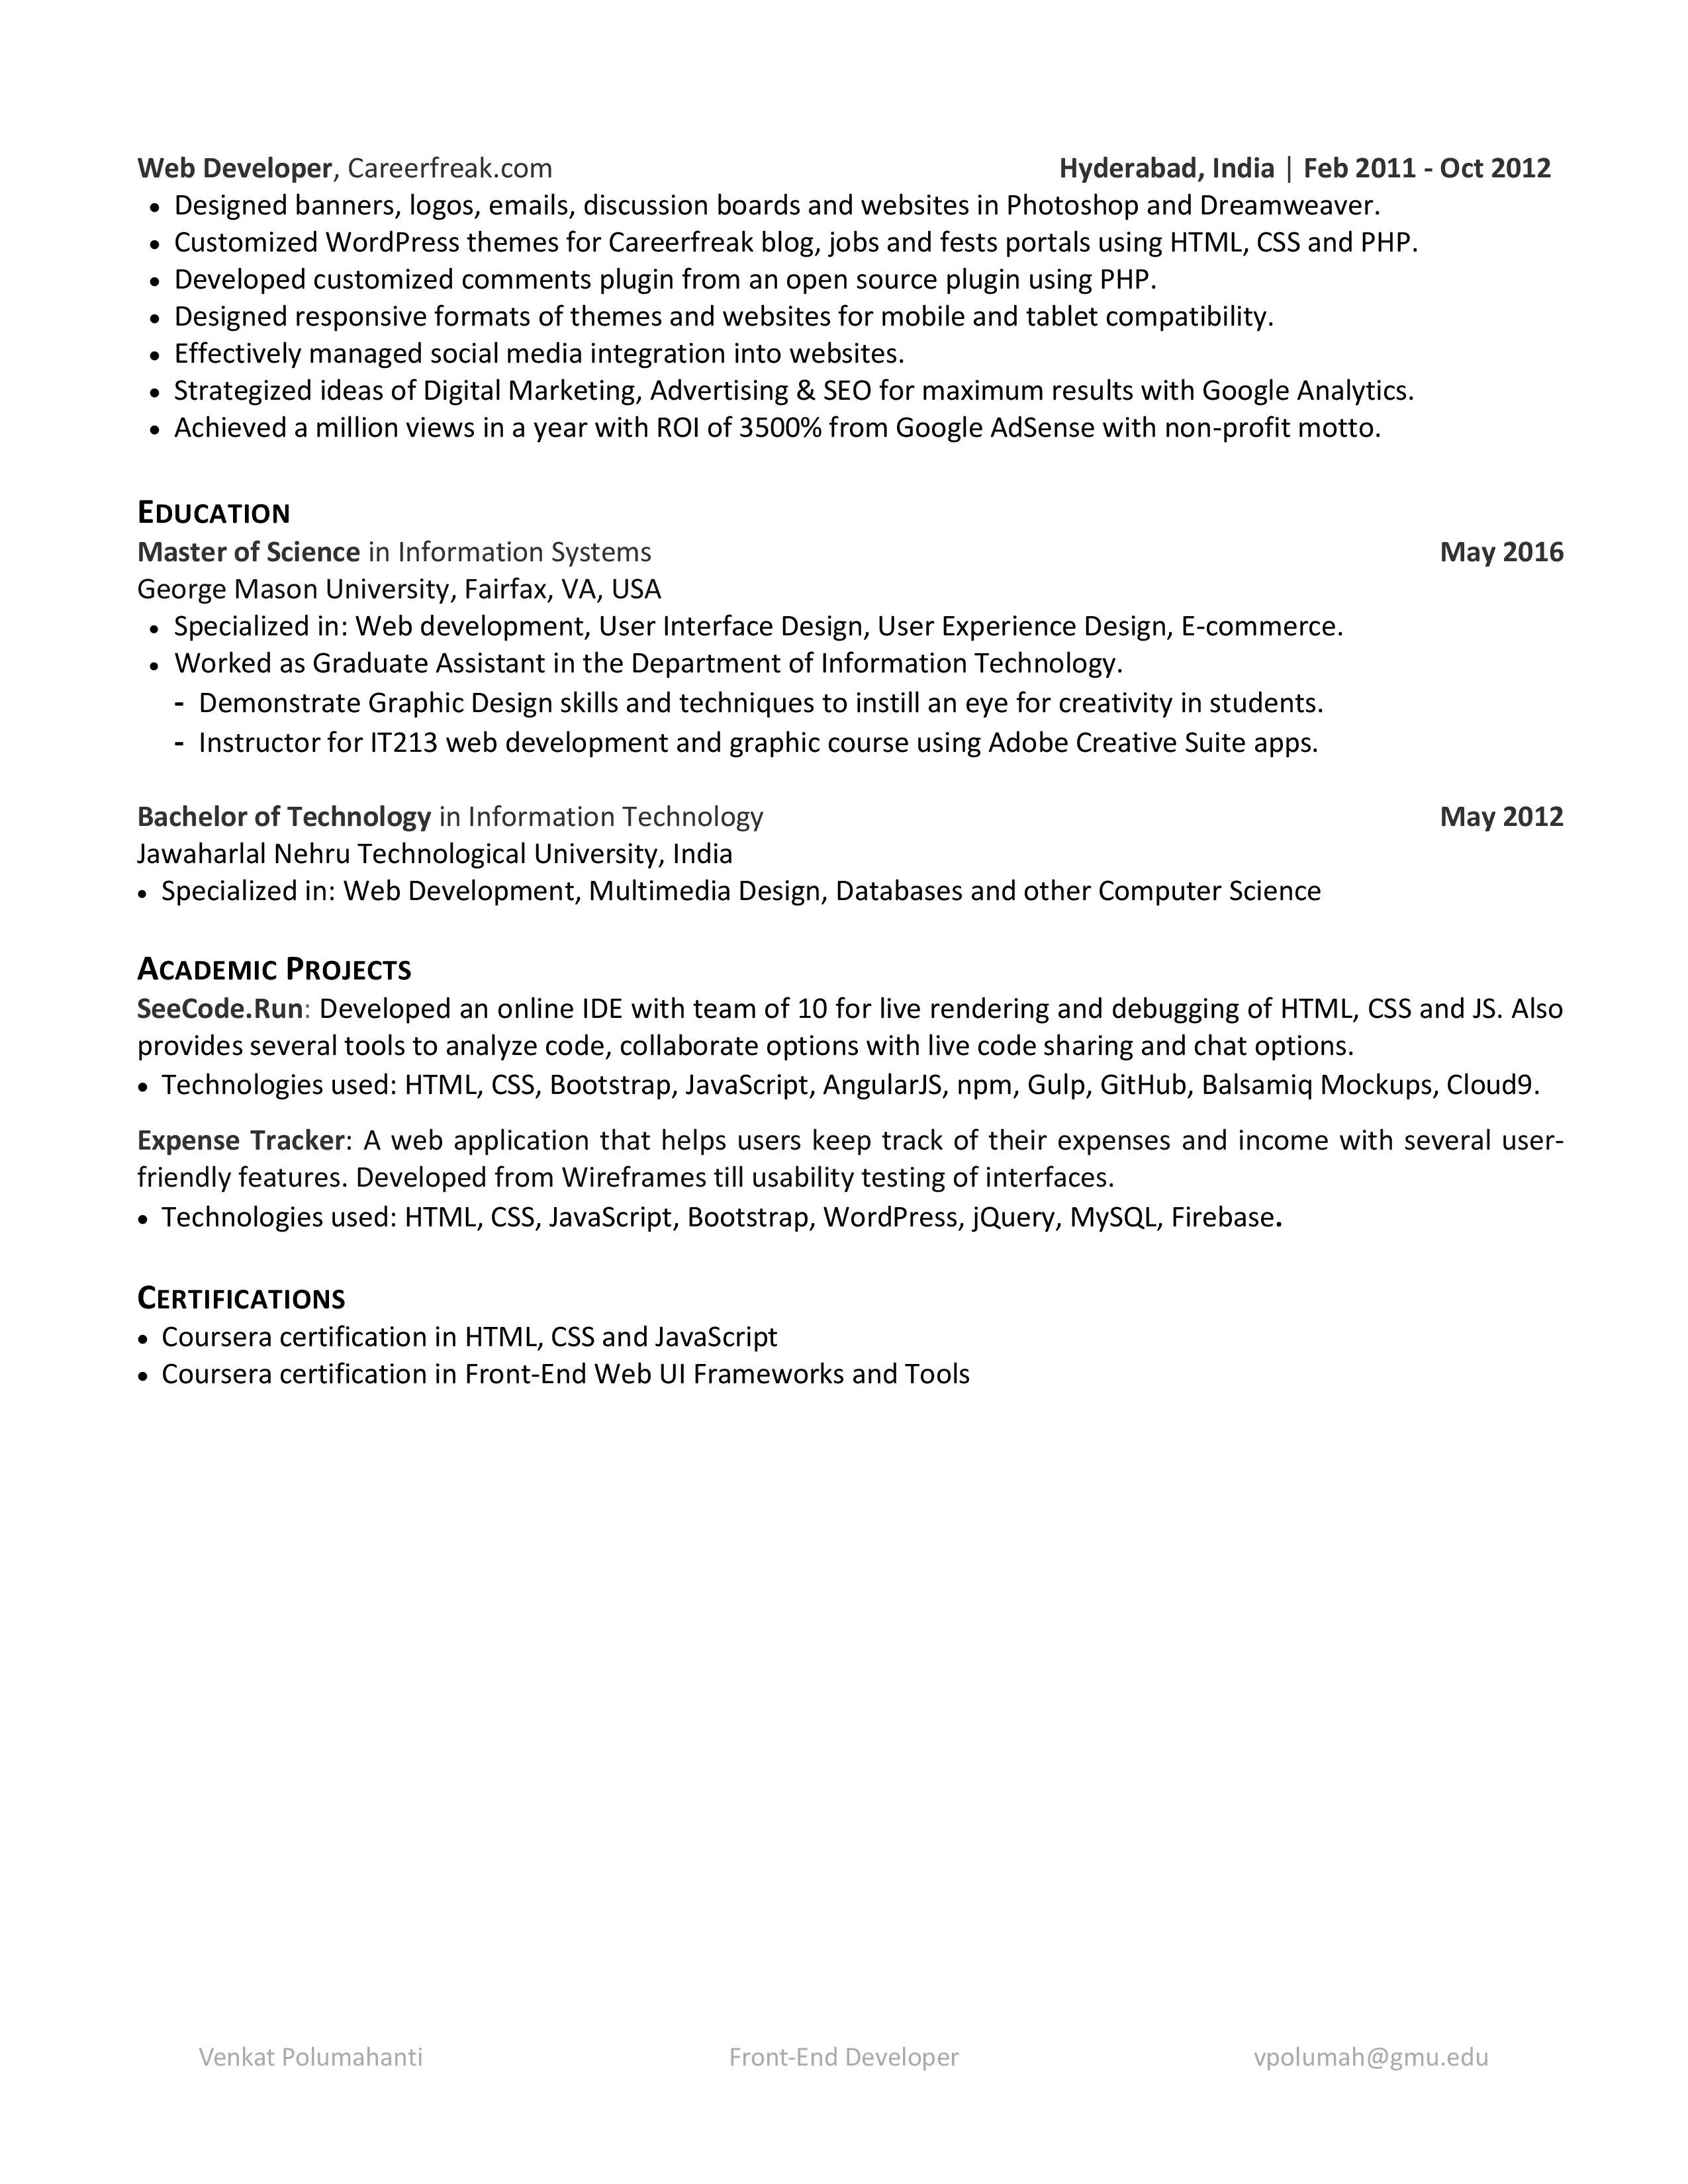 Web Developer, Careerfreak.com Hyderabad, India | Feb 2011 - Oct 2012
• Designed banners, logos, emails, discussion boards and websites in Photoshop and Dreamweaver.
• Customized WordPress themes for Careerfreak blog, jobs and fests portals using HTML, CSS and PHP.
• Developed customized comments plugin from an open source plugin using PHP.
• Designed responsive formats of themes and websites for mobile and tablet compatibility.
• Effectively managed social media integration into websites.
• Strategized ideas of Digital Marketing, Advertising & SEO for maximum results with Google Analytics.
• Achieved a million views in a year with ROI of 3500% from Google AdSense with non-profit motto.
EDUCATION
Master of Science in Information Systems May 2016
George Mason University, Fairfax, VA, USA
• Specialized in: Web development, User Interface Design, User Experience Design, E-commerce.
• Worked as Graduate Assistant in the Department of Information Technology.
- Demonstrate Graphic Design skills and techniques to instill an eye for creativity in students.
- Instructor for IT213 web development and graphic course using Adobe Creative Suite apps.
Bachelor of Technology in Information Technology May 2012
Jawaharlal Nehru Technological University, India
• Specialized in: Web Development, Multimedia Design, Databases and other Computer Science
ACADEMIC PROJECTS
SeeCode.Run: Developed an online IDE with team of 10 for live rendering and debugging of HTML, CSS and JS. Also
provides several tools to analyze code, collaborate options with live code sharing and chat options.
• Technologies used: HTML, CSS, Bootstrap, JavaScript, AngularJS, npm, Gulp, GitHub, Balsamiq Mockups, Cloud9.
Expense Tracker: A web application that helps users keep track of their expenses and income with several user-
friendly features. Developed from Wireframes till usability testing of interfaces.
• Technologies used: HTML, CSS, JavaScript, Bootstrap, WordPress, jQuery, MySQL, Firebase.
CERTIFICATIONS
• Coursera certification in HTML, CSS and JavaScript
• Coursera certification in Front-End Web UI Frameworks and Tools
Venkat Polumahanti Front-End Developer vpolumah@gmu.edu